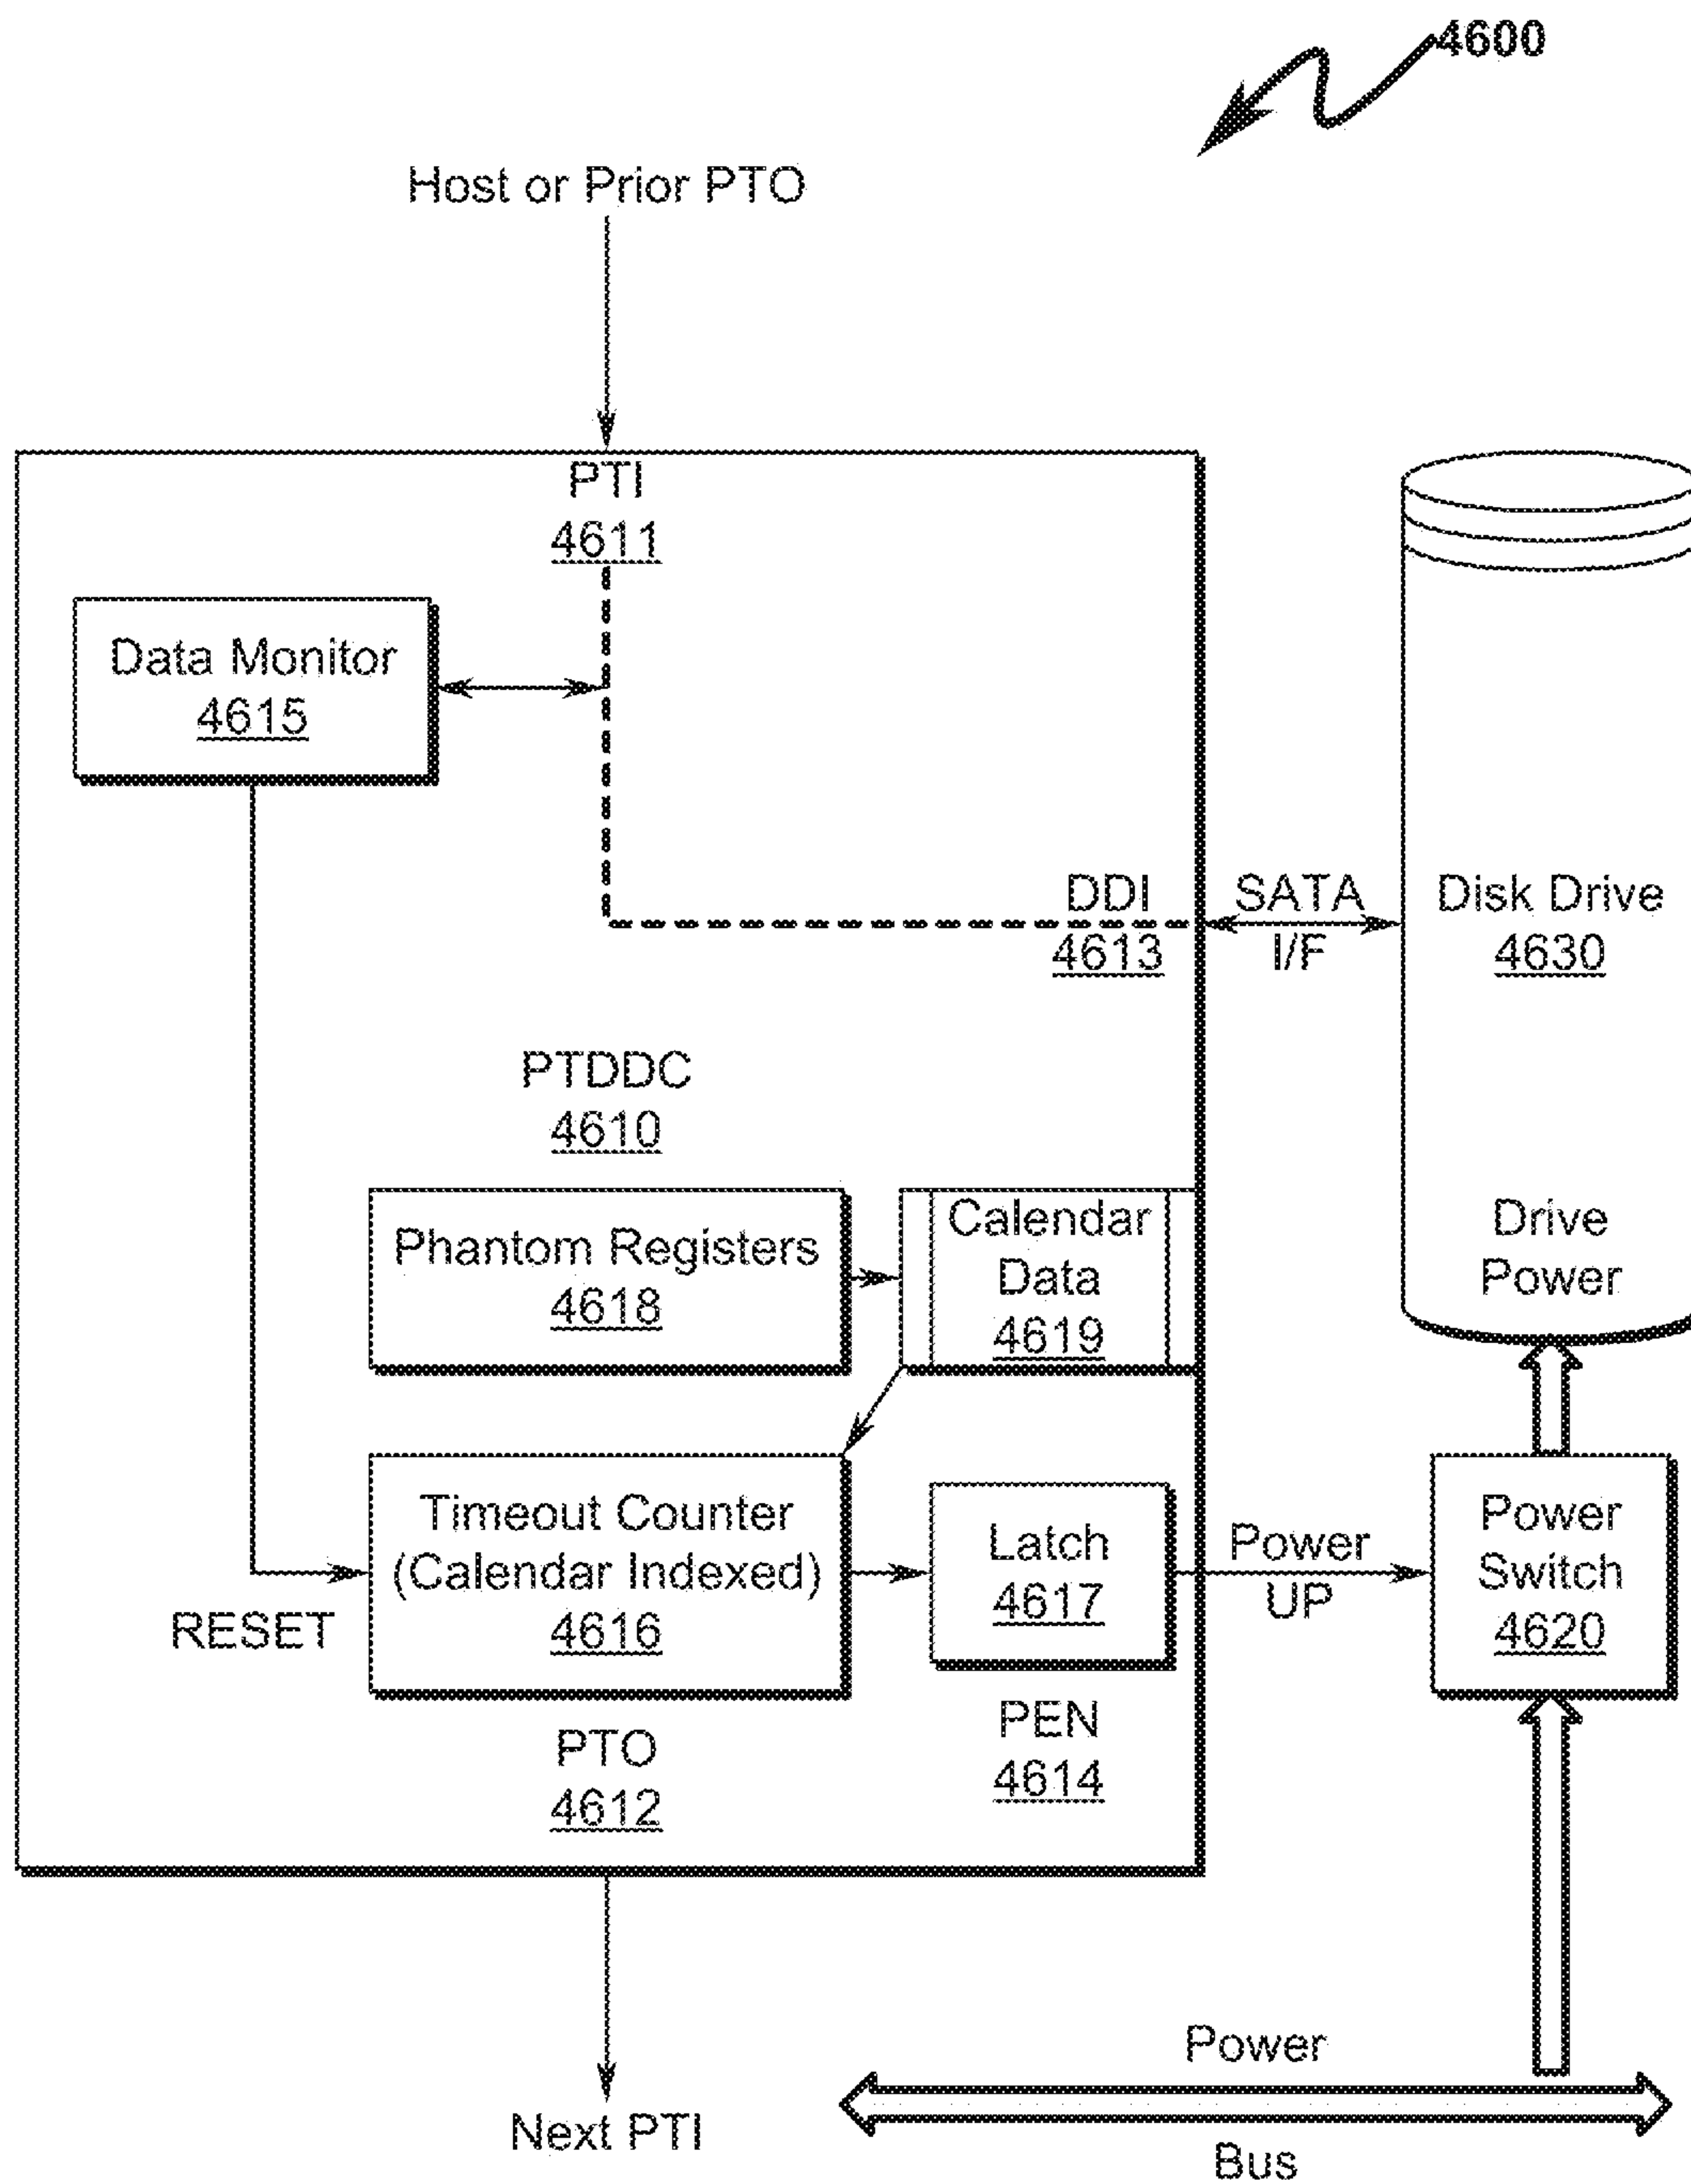 4600
Host or Prior PTO
PTI
4611
Data Monitor
4615
DDI
4613
SATA
I/F
Disk Drive
4630
PTDDC
4610
Phantom Registers
4618
Calendar
Data
4619
Drive
Power
Timeout Counter
(Calendar Indexed)
4616
RESET
Latch
4617
Power
UP
Power
Switch
4620
PTO
4612
PEN
4614
Next PTI
Power
Bus